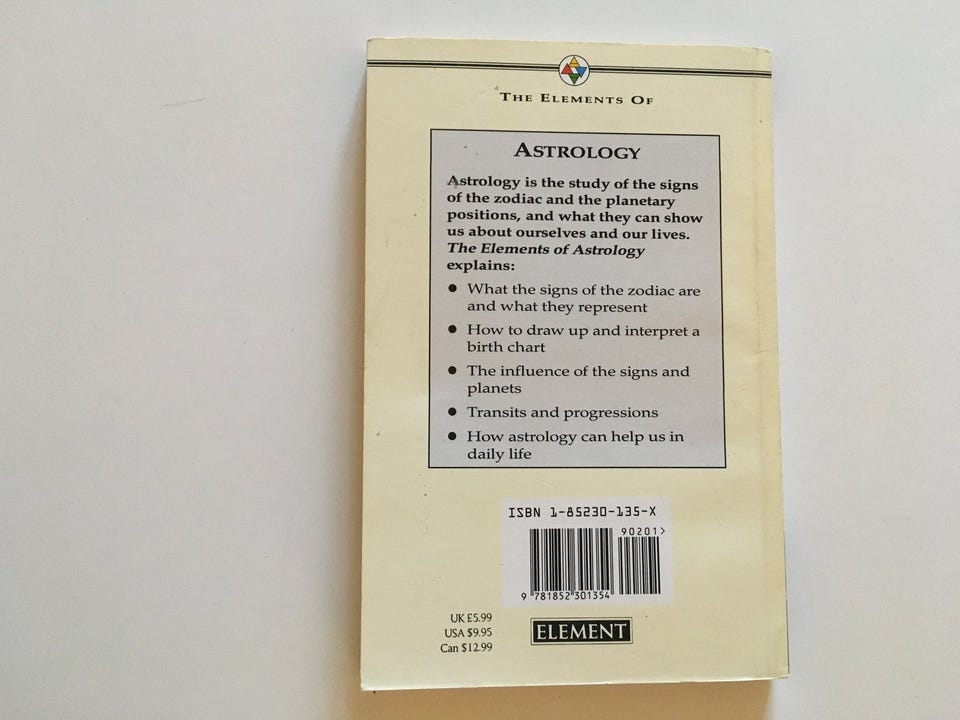 THE ELEMENTS OF
ASTROLOGY
Astrology is the study of the signs
of the zodiac and the planetary
positions, and what they can show
us about ourselves and our lives.
The Elements of Astrology
explains:
● What the signs of the zodiac are
and what they represent
● How to draw up and interpret a
birth chart
● The influence of the signs and
planets
● Transits and progressions
● How astrology can help us in
daily life
ISBN 1-85230-135-X
90201>
9 781852 301354
UK £5.99
USA $9.95
Can $12.99
ELEMENT